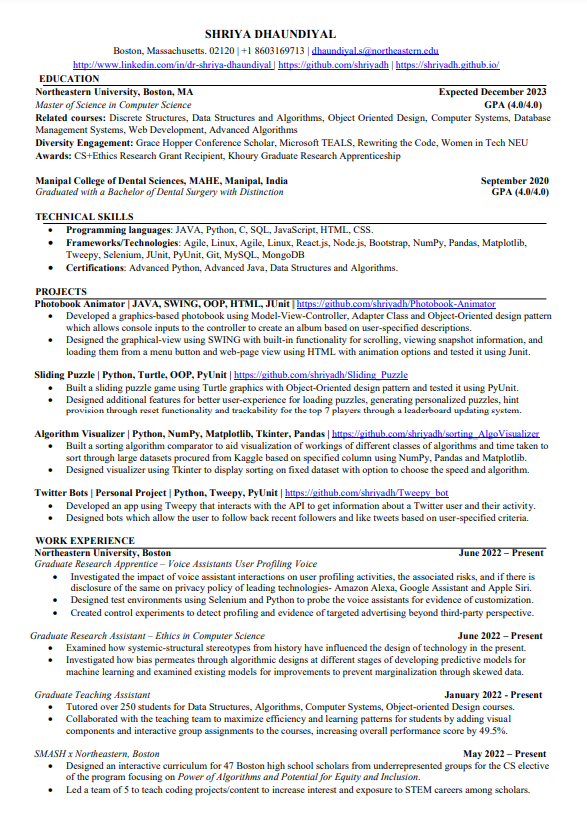 SHRIYA DHAUNDIYAL
Boston, Massachusetts. 02120 | +1 8603169713 | dhaundiyal.s@northeastern.edu
http://www.linkedin.com/in/dr-shriya-dhaundiyal | https://github.com/shriyadh | https://shriyadh.github.io/
EDUCATION
Northeastern University, Boston, MA Expected December 2023
Master of Science in Computer Science GPA (4.0/4.0)
Related courses: Discrete Structures, Data Structures and Algorithms, Object Oriented Design, Computer Systems, Database
Management Systems, Web Development, Advanced Algorithms
Diversity Engagement: Grace Hopper Conference Scholar, Microsoft TEALS, Rewriting the Code, Women in Tech NEU
Awards: CS+Ethics Research Grant Recipient, Khoury Graduate Research Apprenticeship
Manipal College of Dental Sciences, MAHE, Manipal, India September 2020
Graduated with a Bachelor of Dental Surgery with Distinction GPA (4.0/4.0)
TECHNICAL SKILLS
• Programming languages: JAVA, Python, C, SQL, JavaScript, HTML, CSS.
• Frameworks/Technologies: Agile, Linux, Agile, Linux, React.js, Node.js, Bootstrap, NumPy, Pandas, Matplotlib,
Tweepy, Selenium, JUnit, PyUnit, Git, MySQL, MongoDB
• Certifications: Advanced Python, Advanced Java, Data Structures and Algorithms.
PROJECTS
Photobook Animator | JAVA, SWING, OOP, HTML, JUnit | https://github.com/shriyadh/Photobook-Animator
• Developed a graphics-based photobook using Model-View-Controller, Adapter Class and Object-Oriented design pattern
which allows console inputs to the controller to create an album based on user-specified descriptions.
• Designed the graphical-view using SWING with built-in functionality for scrolling, viewing snapshot information, and
loading them from a menu button and web-page view using HTML with animation options and tested it using Junit.
Sliding Puzzle | Python, Turtle, OOP, PyUnit | https://github.com/shriyadh/Sliding_Puzzle
• Built a sliding puzzle game using Turtle graphics with Object-Oriented design pattern and tested it using PyUnit.
• Designed additional features for better user-experience for loading puzzles, generating personalized puzzles, hint
provision through reset functionality and trackability for the top 7 players through a leaderboard updating system.
Algorithm Visualizer | Python, NumPy, Matplotlib, Tkinter, Pandas | https://github.com/shriyadh/sorting_AlgoVisualizer
• Built a sorting algorithm comparator to aid visualization of workings of different classes of algorithms and time taken to
sort through large datasets procured from Kaggle based on specified column using NumPy, Pandas and Matplotlib.
• Designed visualizer using Tkinter to display sorting on fixed dataset with option to choose the speed and algorithm.
Twitter Bots | Personal Project | Python, Tweepy, PyUnit | https://github.com/shriyadh/Tweepy_bot
• Developed an app using Tweepy that interacts with the API to get information about a Twitter user and their activity.
• Designed bots which allow the user to follow back recent followers and like tweets based on user-specified criteria.
WORK EXPERIENCE
Northeastern University, Boston June 2022 – Present
Graduate Research Apprentice – Voice Assistants User Profiling Voice
• Investigated the impact of voice assistant interactions on user profiling activities, the associated risks, and if there is
disclosure of the same on privacy policy of leading technologies- Amazon Alexa, Google Assistant and Apple Siri.
• Designed test environments using Selenium and Python to probe the voice assistants for evidence of customization.
• Created control experiments to detect profiling and evidence of targeted advertising beyond third-party perspective.
Graduate Research Assistant – Ethics in Computer Science June 2022 – Present
• Examined how systemic-structural stereotypes from history have influenced the design of technology in the present.
• Investigated how bias permeates through algorithmic designs at different stages of developing predictive models for
machine learning and examined existing models for improvements to prevent marginalization through skewed data.
Graduate Teaching Assistant January 2022 - Present
• Tutored over 250 students for Data Structures, Algorithms, Computer Systems, Object-oriented Design courses.
• Collaborated with the teaching team to maximize efficiency and learning patterns for students by adding visual
components and interactive group assignments to the courses, increasing overall performance score by 49.5%.
SMASH x Northeastern, Boston May 2022 – Present
• Designed an interactive curriculum for 47 Boston high school scholars from underrepresented groups for the CS elective
of the program focusing on Power of Algorithms and Potential for Equity and Inclusion.
• Led a team of 5 to teach coding projects/content to increase interest and exposure to STEM careers among scholars.